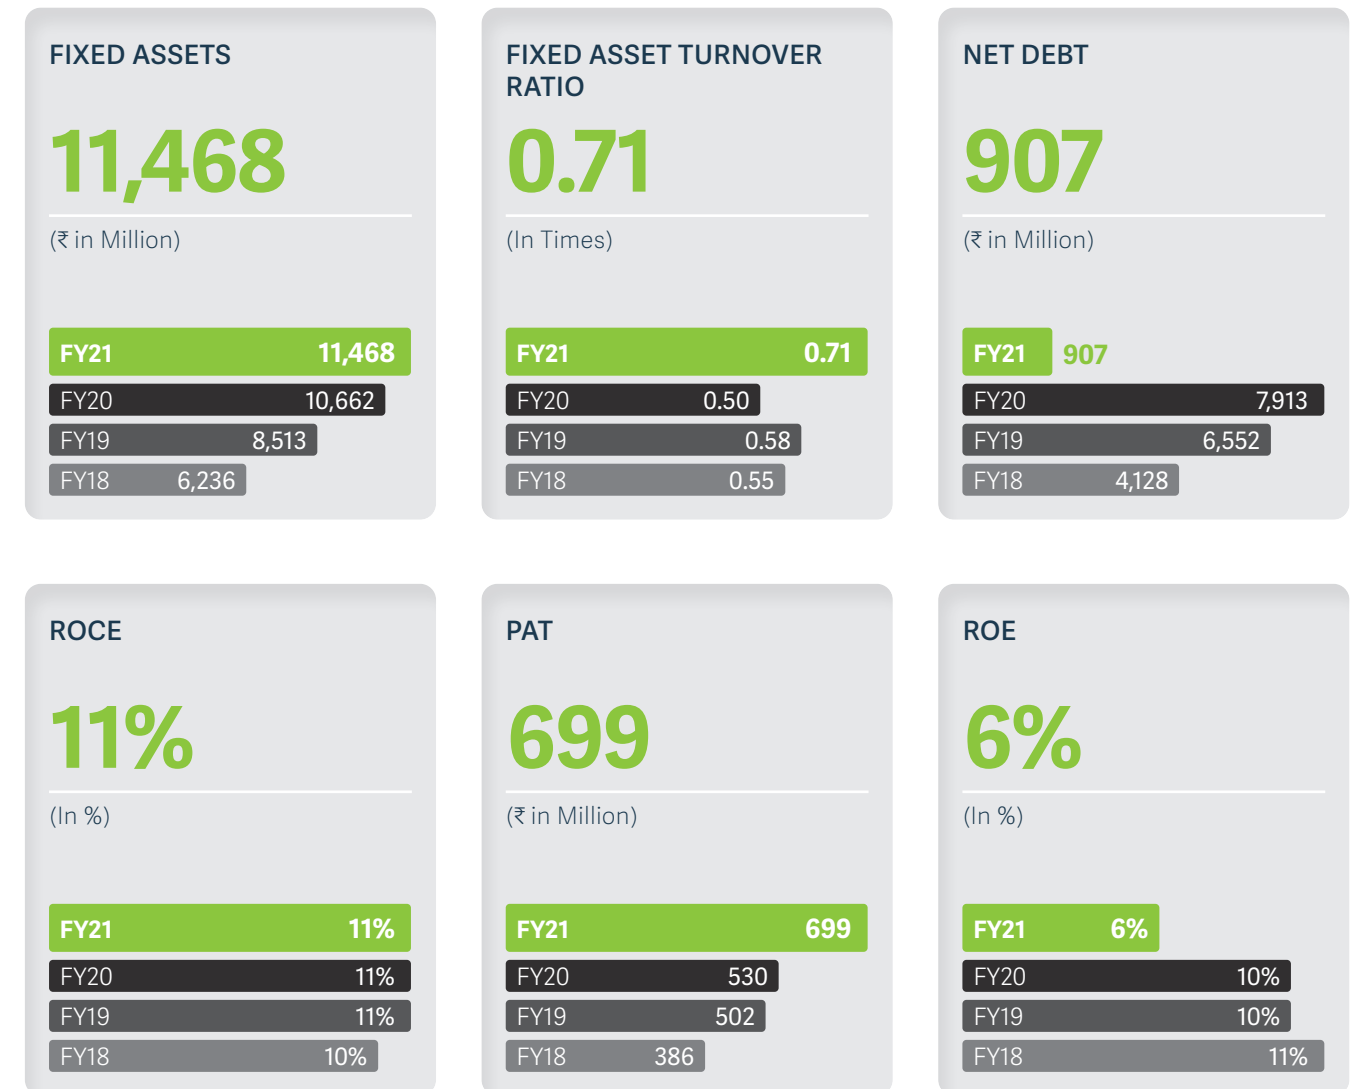 FIXED ASSETS
11,468
(₹ in Million)
FY21 11,468
FY20 10,662
FY19 8,513
FY18 6,236
FIXED ASSET TURNOVER
RATIO
0.71
(In Times)
FY21 0.71
FY20 0.50
FY19 0.58
FY18 0.55
NET DEBT
907
(₹ in Million)
FY21 907
FY20 7,913
FY19 6,552
FY18 4,128
ROCE
11%
(In %)
FY21 11%
FY20 11%
FY19 11%
FY18 10%
PAT
699
(₹ in Million)
FY21 699
FY20 530
FY19 502
FY18 386
ROE
6%
(In %)
FY21 6%
FY20 10%
FY19 10%
FY18 11%